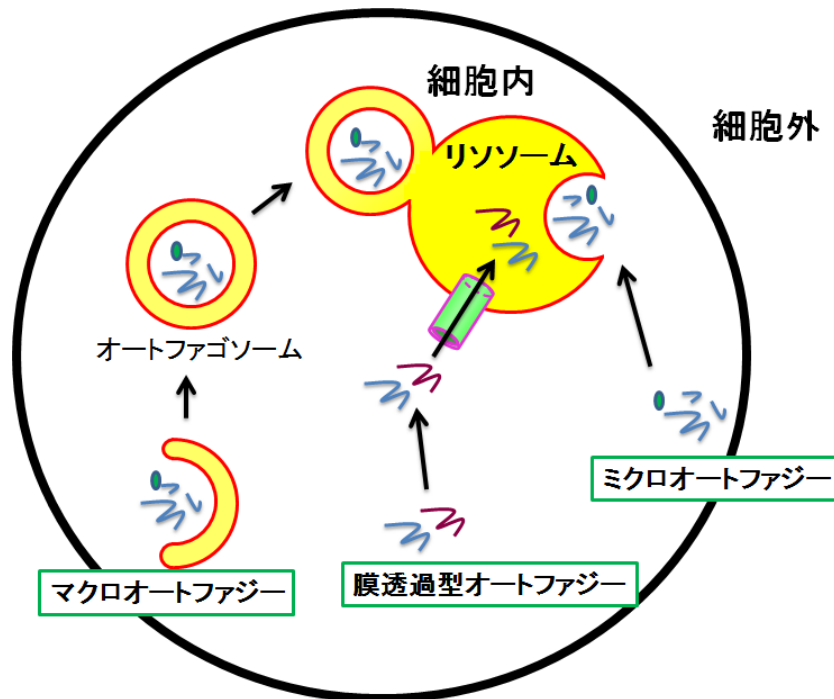 細胞内
細胞外
リソソーム
オートファゴソーム
ミクロオートファジー
マクロオートファジー
膜透過型オートファジー